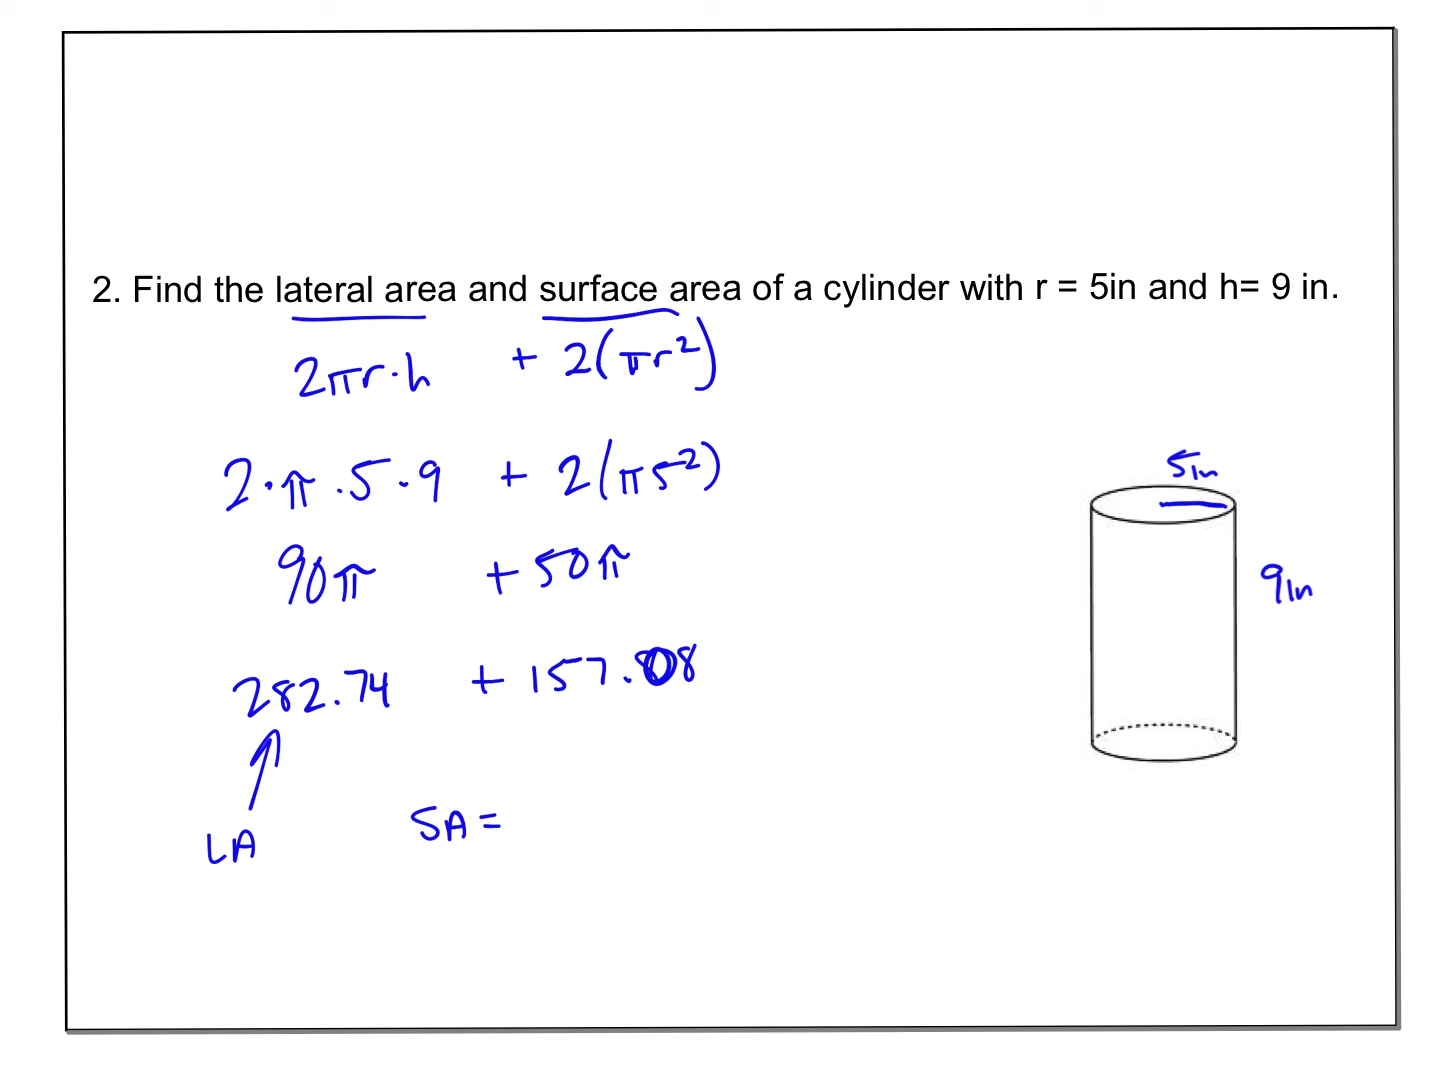 2. Find the lateral area and surface area of a cylinder with r = 5in and h= 9 in.
2πr·h + 2(πr²)
2·π·5·9 + 2(π5²)
5in
90π + 50π
9in
282.74 + 157.08
LA
SA =